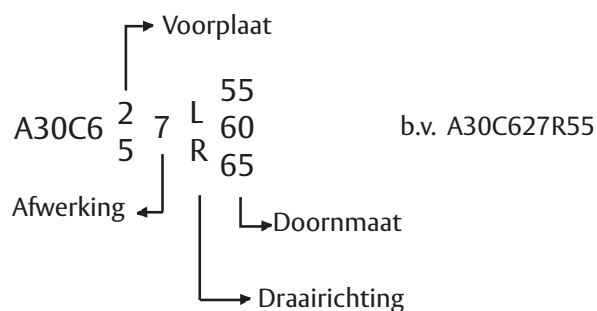 Voorplaat
A30C6 2 7 L 55
5 R 60
65
b.v. A30C627R55
Afwerking
Doornmaat
Draairichting